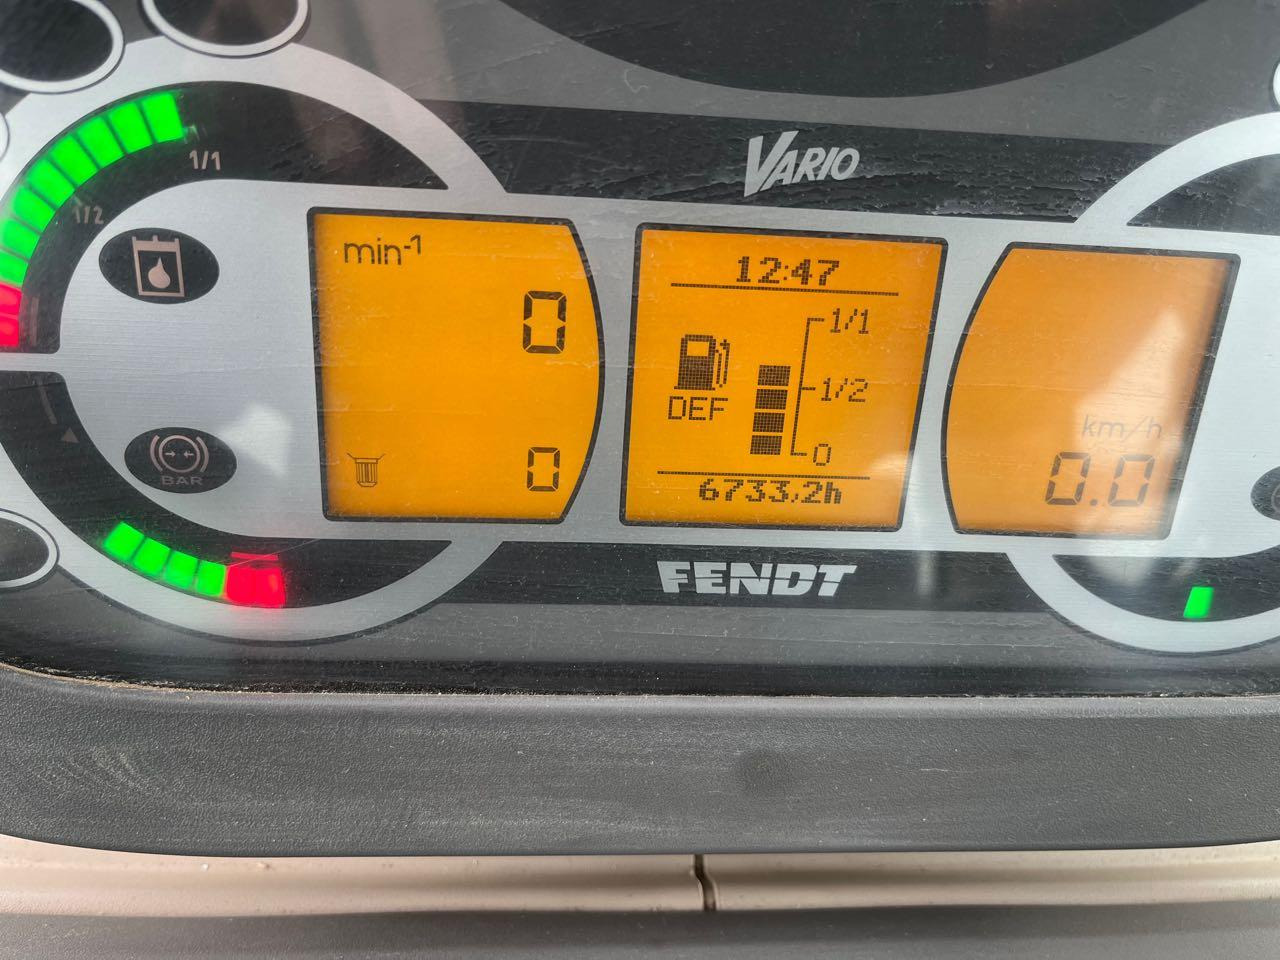 VARIO
1/1
1/2
BAR
min-1
0
0
12:47
1/1
1/2
0
DEF
6733,2h
km/h
0.0
FENDT